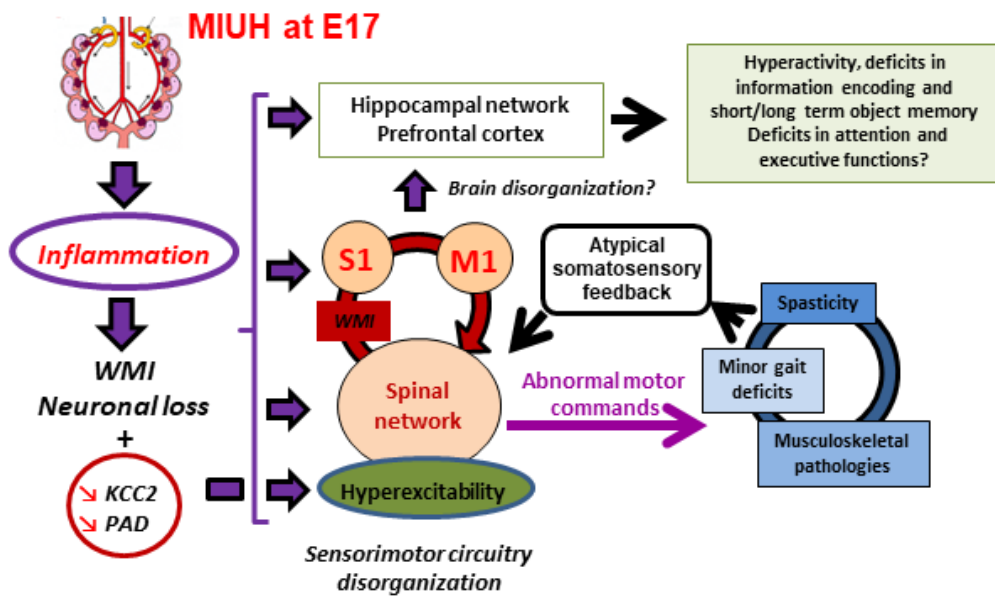 MIUH at E17
Inflammation
WMI
Neuronal loss
+
↘ KCC2
↘ PAD
Hippocampal network
Prefrontal cortex
Hyperactivity, deficits in
information encoding and
short/long term object memory
Deficits in attention and
executive functions?
Brain disorganization?
S1
M1
WMI
Spinal
network
Hyperexcitability
Sensorimotor circuitry
disorganization
Atypical
somatosensory
feedback
Abnormal motor
commands
Spasticity
Minor gait
deficits
Musculoskeletal
pathologies